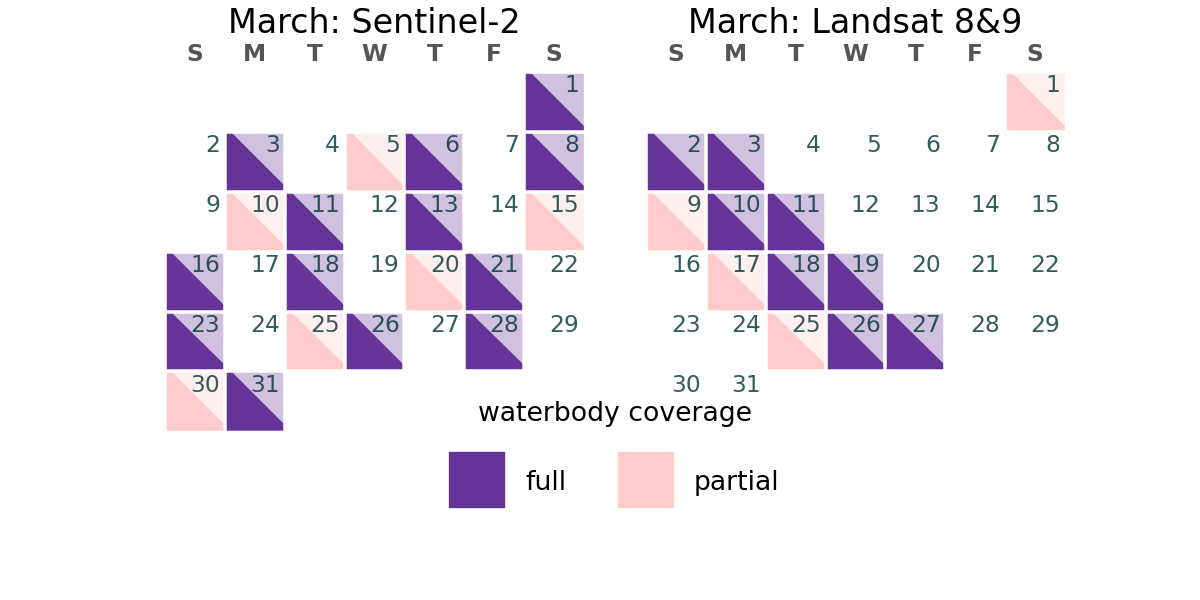 March: Sentinel-2
S M T W T F S
1
2 3 4 5 6 7 8
9 10 11 12 13 14 15
16 17 18 19 20 21 22
23 24 25 26 27 28 29
30 31
March: Landsat 8&9
S M T W T F S
1
2 3 4 5 6 7 8
9 10 11 12 13 14 15
16 17 18 19 20 21 22
23 24 25 26 27 28 29
30 31
waterbody coverage
full partial